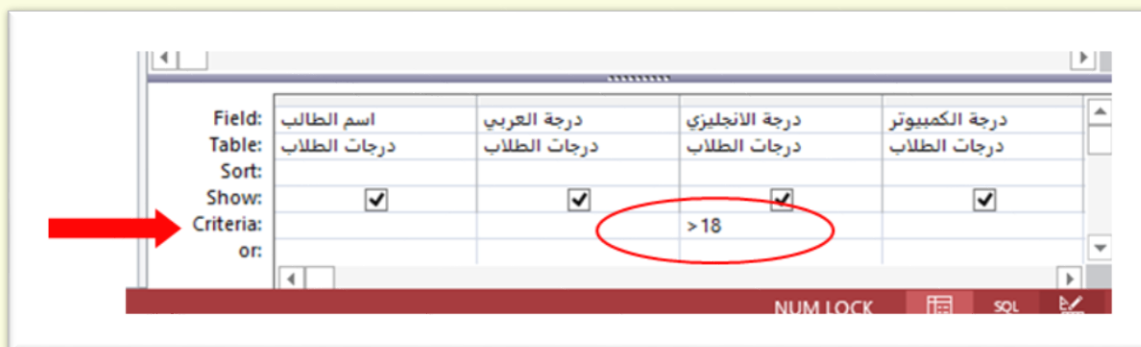 Field: اسم الطالب درجة العربي درجة الانجليزي درجة الكمبيوتر
Table: درجات الطلاب درجات الطلاب درجات الطلاب درجات الطلاب
Sort:
Show:
Criteria: >18
or:
NUM LOCK SQL